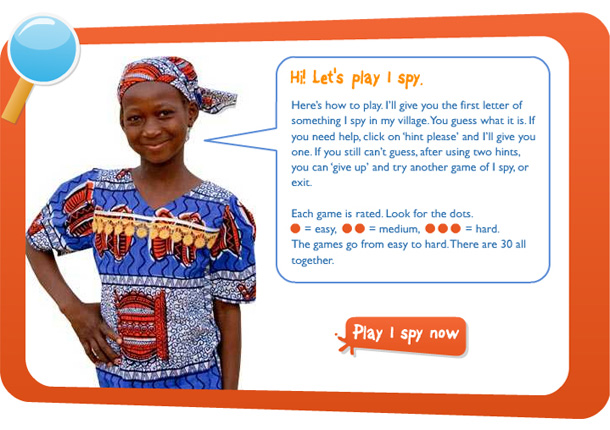 Hi! Let's play I spy.
Here's how to play. I'll give you the first letter of
something I spy in my village. You guess what it is. If
you need help, click on 'hint please' and I'll give you
one. If you still can't guess, after using two hints,
you can 'give up' and try another game of I spy, or
exit.
Each game is rated. Look for the dots.
= easy, = medium, = hard.
The games go from easy to hard. There are 30 all
together.
Play I spy now